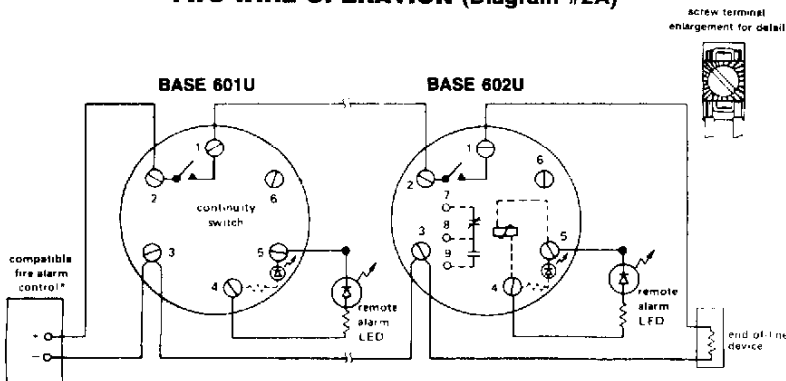 OPERATION (Diagram #2A)
screw terminal
enlargement for detail
BASE 601U
BASE 602U
1
2
6
continuity
switch
3
5
4
compatible
fire alarm
control*
+
−
remote
alarm
LED
1
2
6
7
8
9
3
5
4
remote
alarm
LED
end-of-line
device